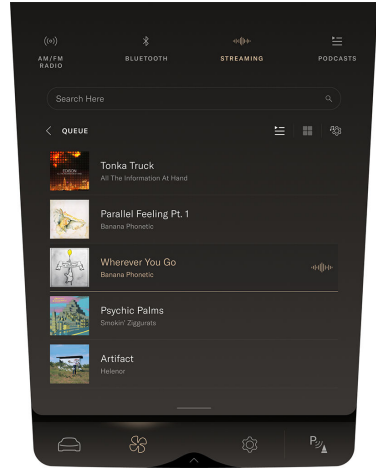 AM/FM
RADIO
BLUETOOTH
STREAMING
PODCASTS
Search Here
QUEUE
EDISON
Tonka Truck
All The Information At Hand
Parallel Feeling Pt. 1
Banana Phonetic
Wherever You Go
Banana Phonetic
Psychic Palms
Smokin' Ziggurats
Artifact
Helenor
P